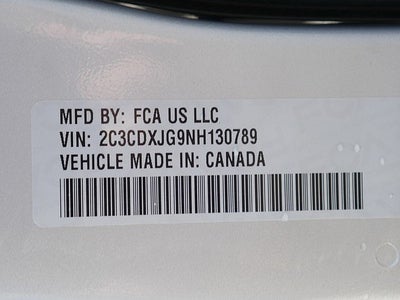 MFD BY: FCA US LLC
VIN: 2C3CDXJG9NH130789
VEHICLE MADE IN: CANADA